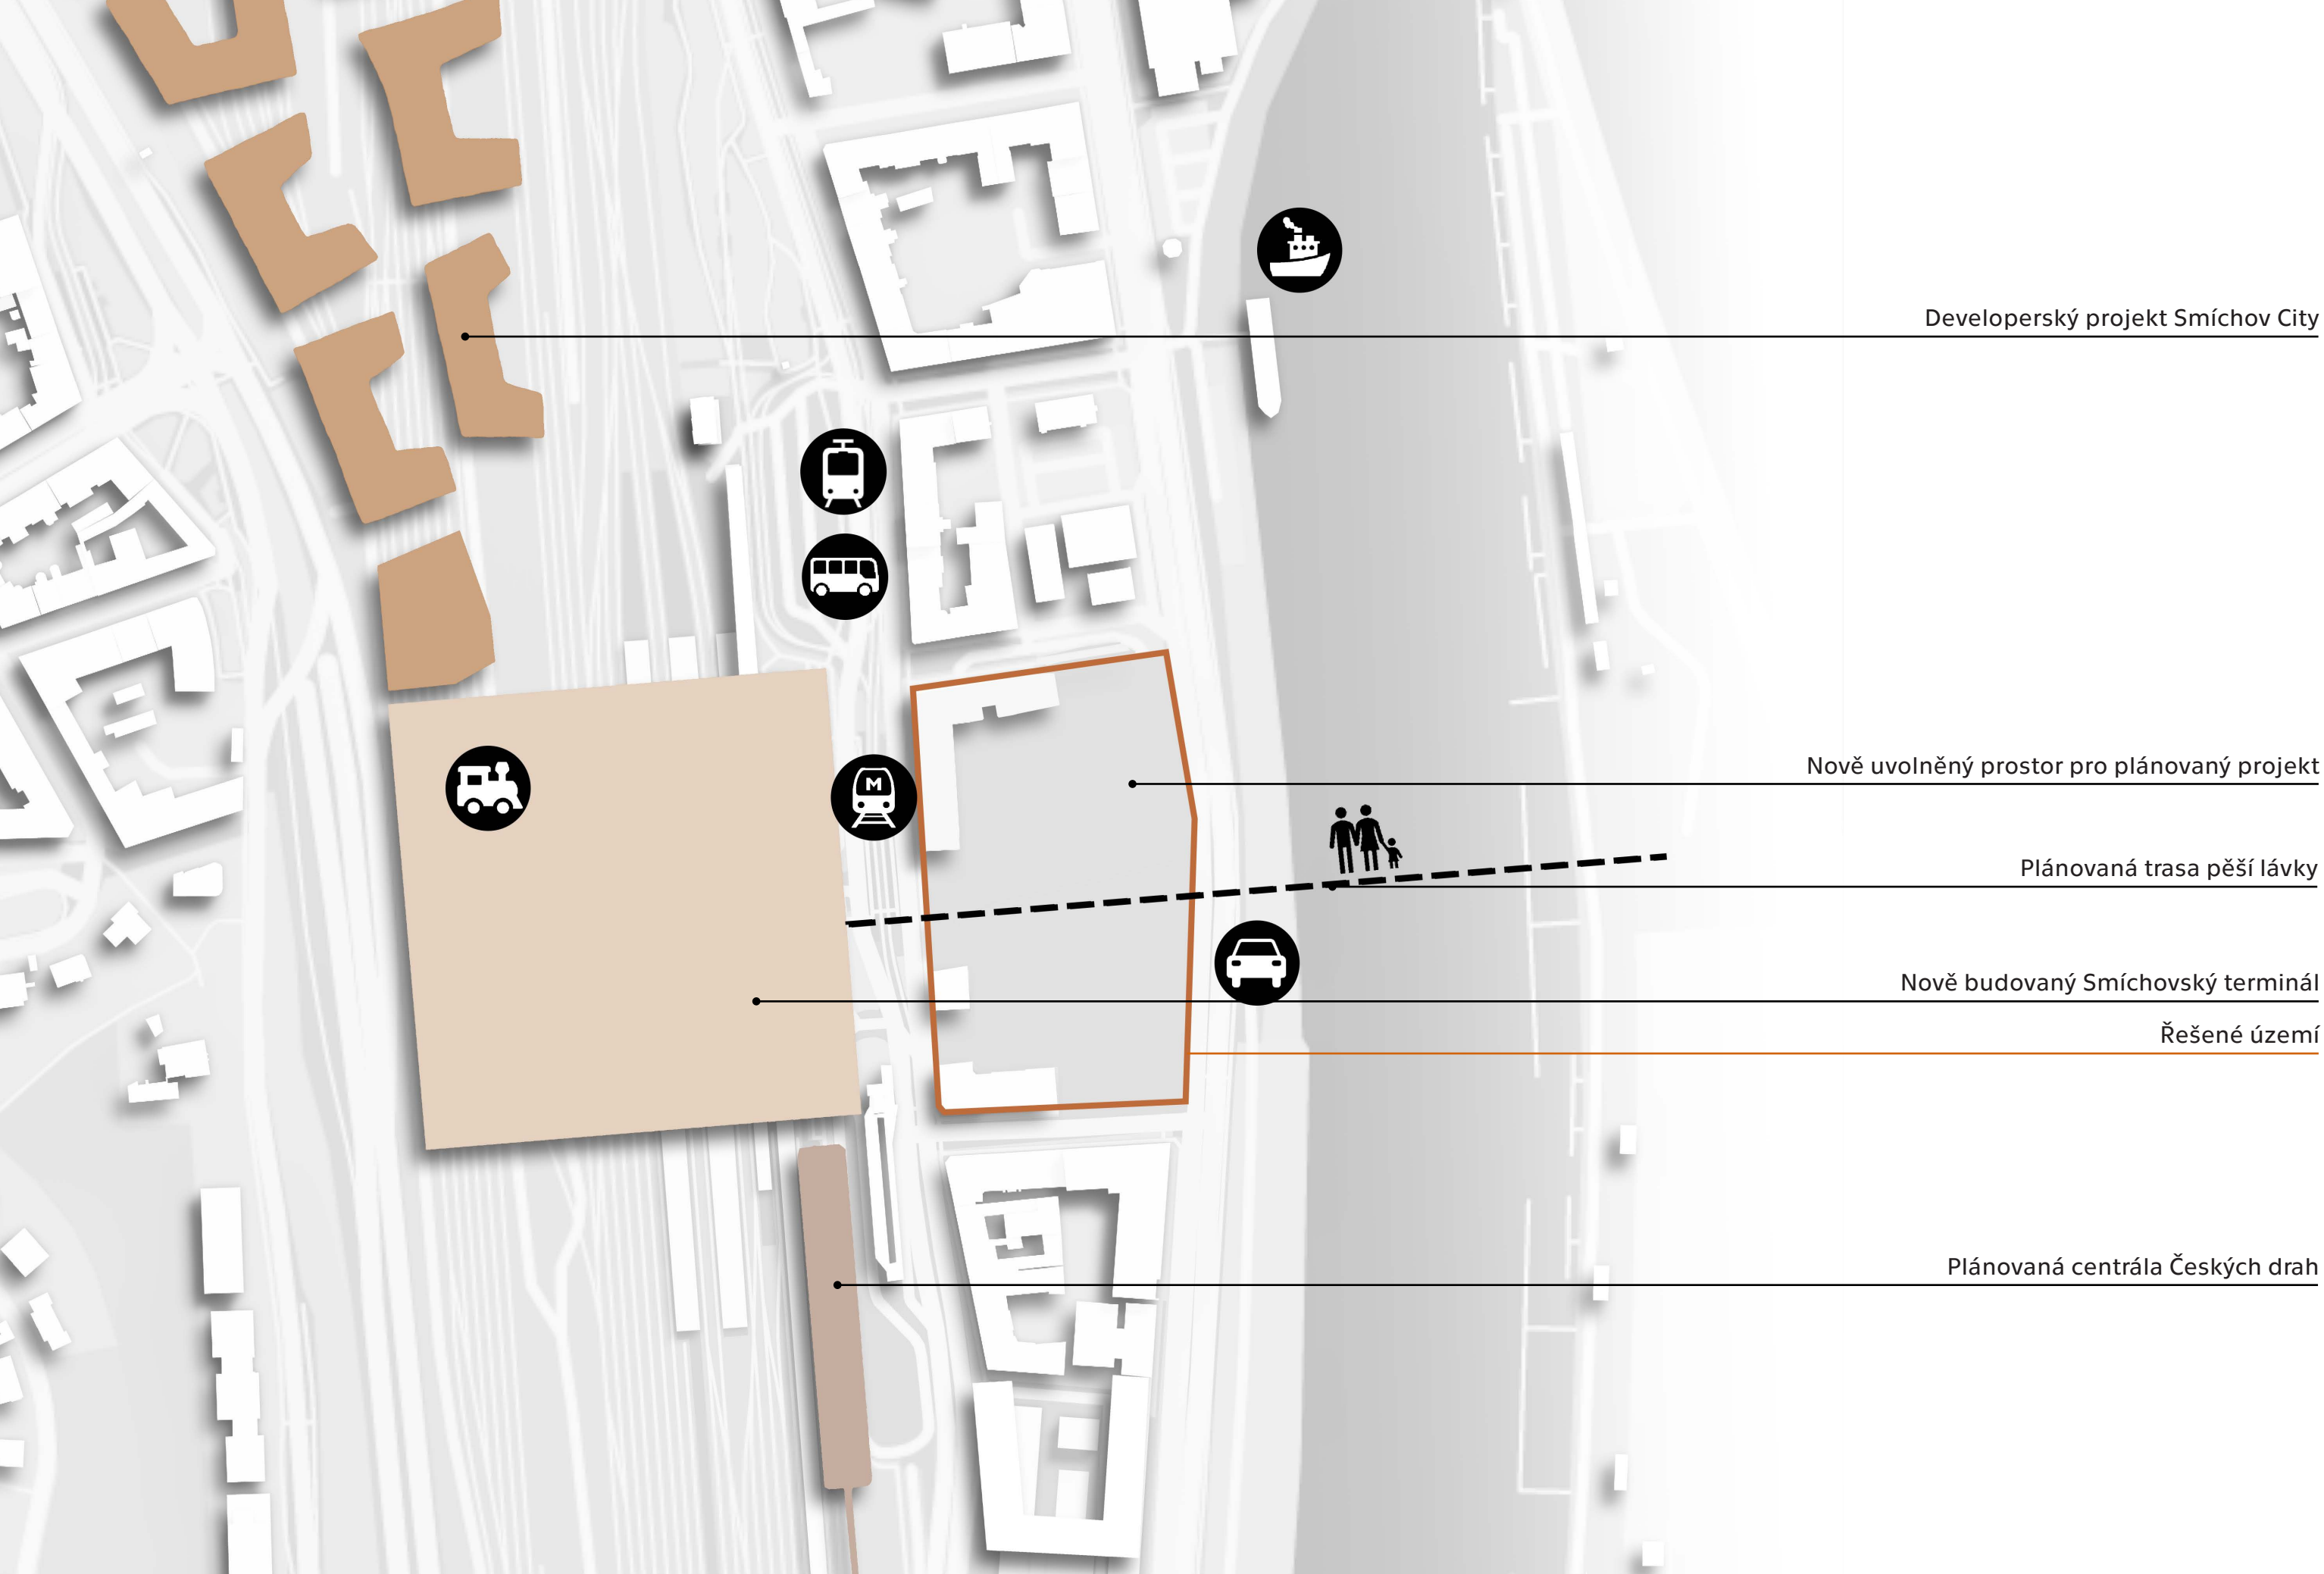 Developerský projekt Smíchov City
Nově uvolněný prostor pro plánovaný projekt
M
Plánovaná trasa pěší lávky
Nově budovaný Smíchovský terminál
Řešené území
Plánovaná centrála Českých drah